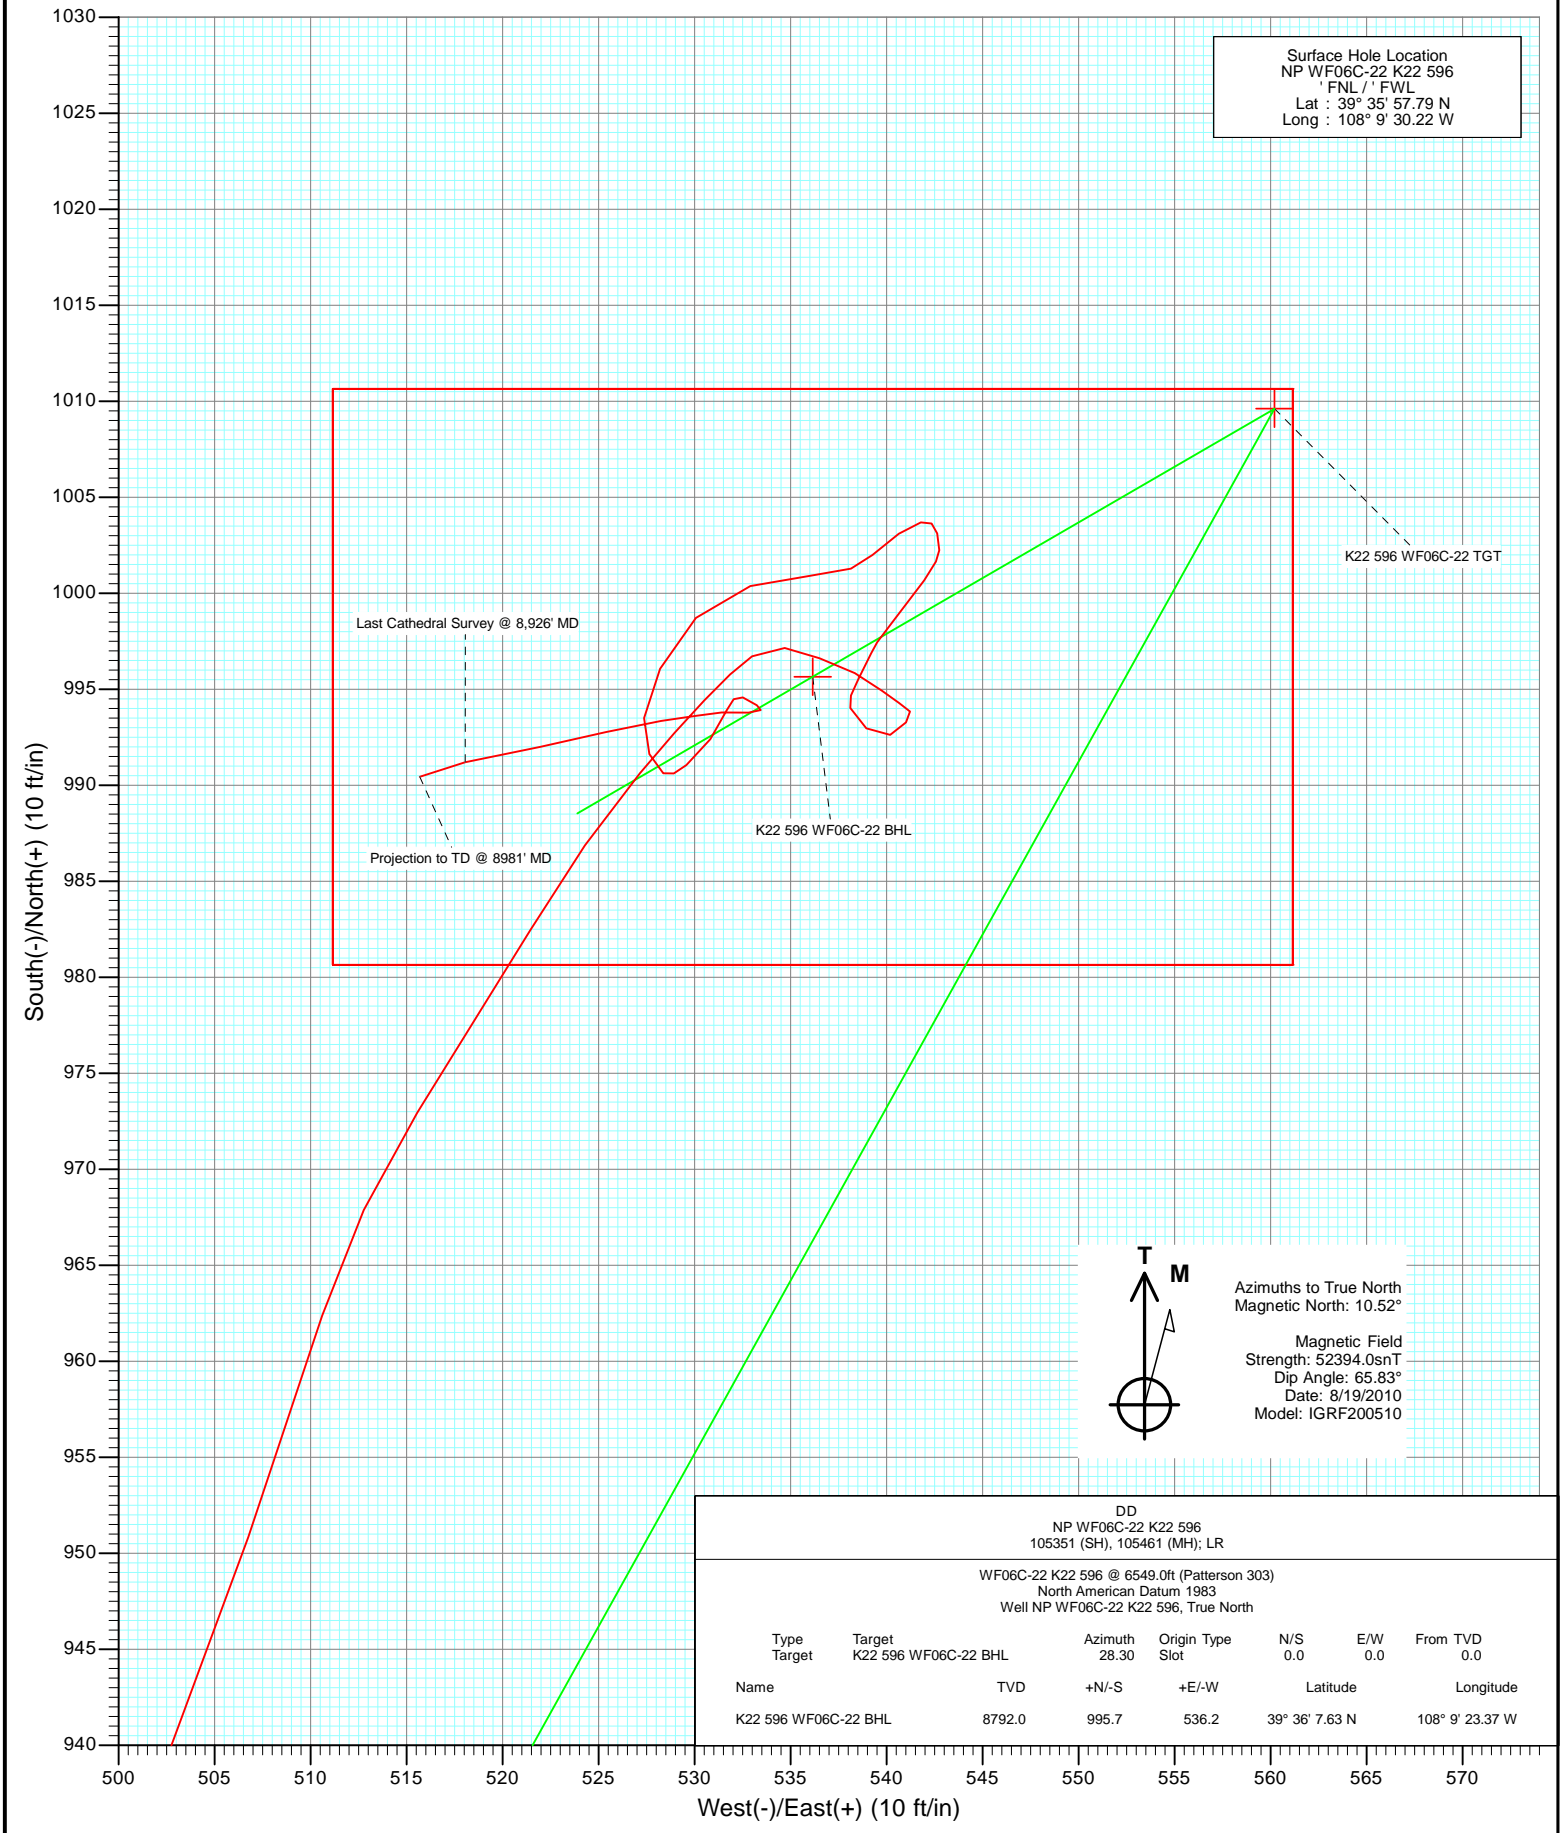 1030
1025
1020
1015
1010
1005
1000
995
990
985
980
975
970
965
960
955
950
945
940
South(-)/North(+) (10 ft/in)
Surface Hole Location
NP WF06C-22 K22 596
' FNL / ' FWL
Lat : 39° 35' 57.79 N
Long : 108° 9' 30.22 W
K22 596 WF06C-22 TGT
Last Cathedral Survey @ 8,926' MD
K22 596 WF06C-22 BHL
Projection to TD @ 8981' MD
T
M
Azimuths to True North
Magnetic North: 10.52°
Magnetic Field
Strength: 52394.0snT
Dip Angle: 65.83°
Date: 8/19/2010
Model: IGRF200510
DD
NP WF06C-22 K22 596
105351 (SH), 105461 (MH); LR
WF06C-22 K22 596 @ 6549.0ft (Patterson 303)
North American Datum 1983
Well NP WF06C-22 K22 596, True North
Type Target Azimuth Origin Type N/S E/W From TVD
Target K22 596 WF06C-22 BHL 28.30 Slot 0.0 0.0 0.0
Name TVD +N/-S +E/-W Latitude Longitude
K22 596 WF06C-22 BHL 8792.0 995.7 536.2 39° 36' 7.63 N 108° 9' 23.37 W
500 505 510 515 520 525 530 535 540 545 550 555 560 565 570
West(-)/East(+) (10 ft/in)